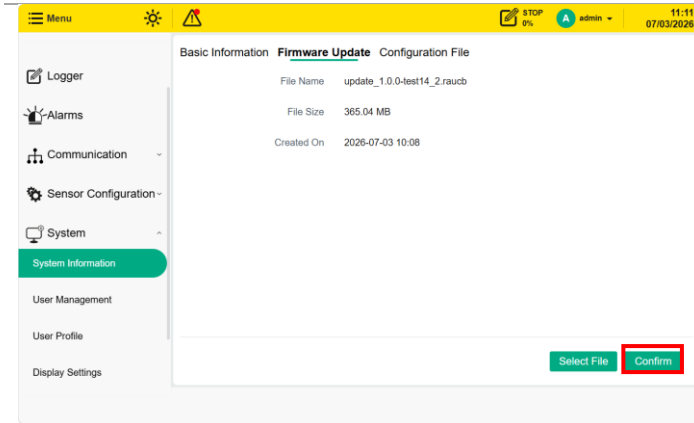 Menu
STOP
0%
A admin
11:11
07/03/2026
Basic Information Firmware Update Configuration File
Logger
Alarms
Communication
Sensor Configuration
System
System Information
User Management
User Profile
Display Settings
File Name update_1.0.0-test14_2.raucb
File Size 365.04 MB
Created On 2026-07-03 10:08
Select File Confirm